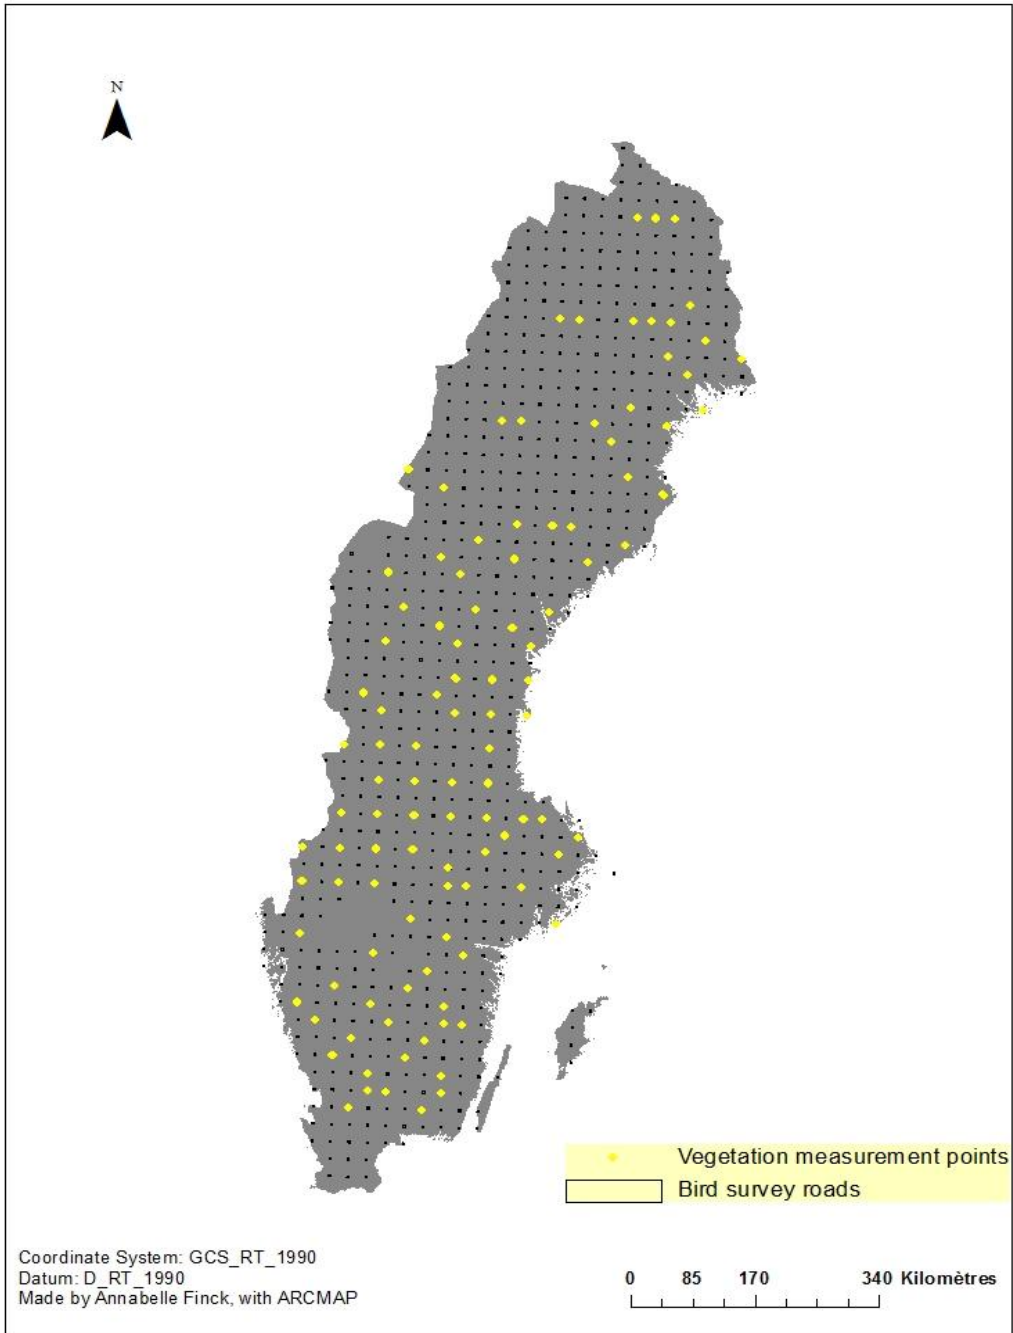 N
Vegetation measurement points
Bird survey roads
Coordinate System: GCS_RT_1990
Datum: D_RT_1990
Made by Annabelle Finck, with ARCMAP
0 85 170 340 Kilomètres